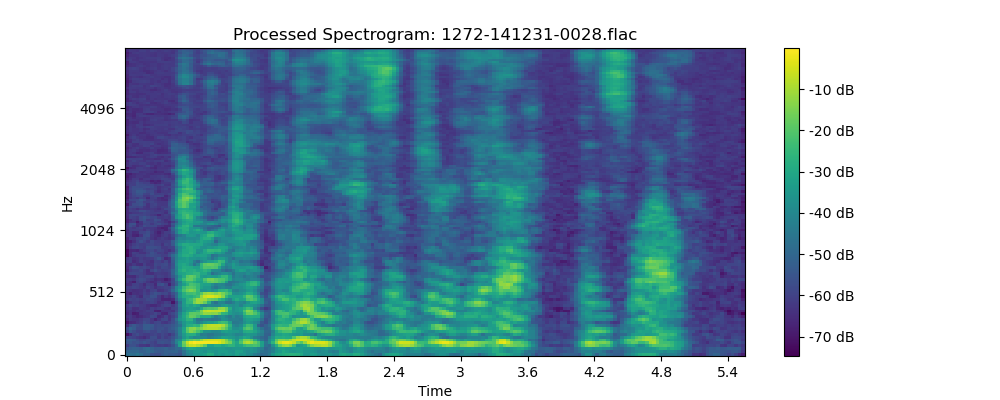 Processed Spectrogram: 1272-141231-0028.flac
Hz
4096
2048
1024
512
0
0 0.6 1.2 1.8 2.4 3 3.6 4.2 4.8 5.4
Time
-10 dB
-20 dB
-30 dB
-40 dB
-50 dB
-60 dB
-70 dB